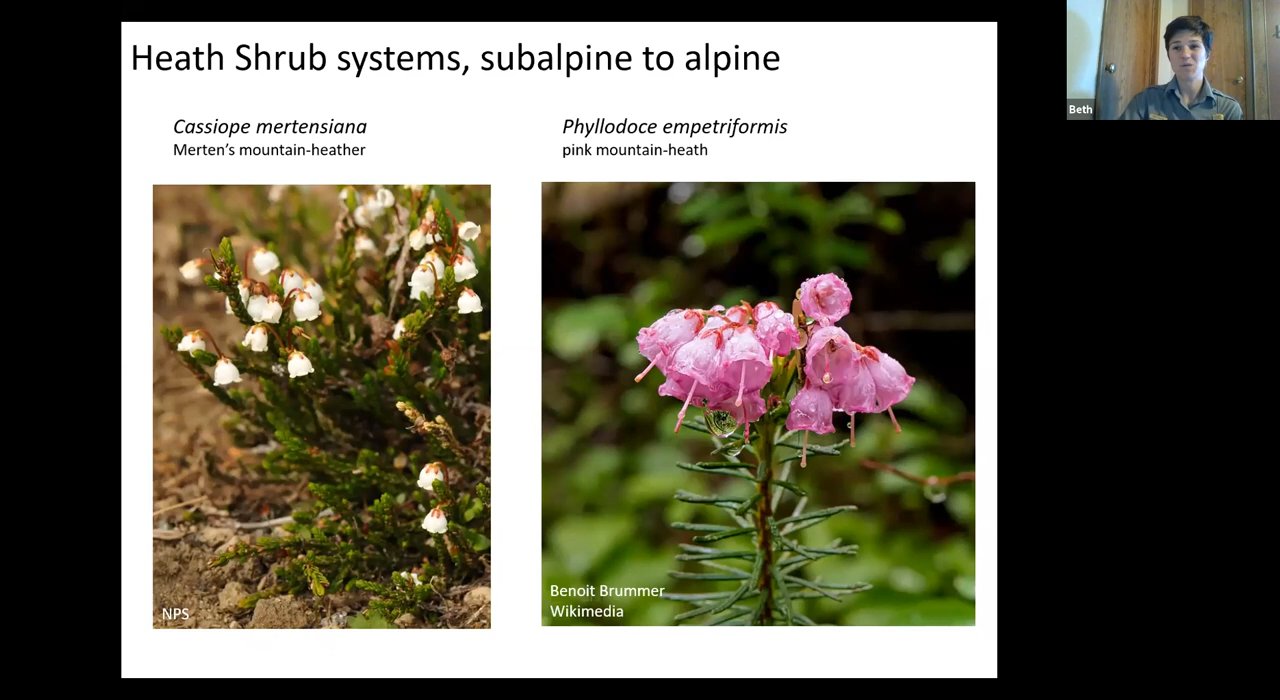 Heath Shrub systems, subalpine to alpine
Cassiope mertensiana
Merten’s mountain-heather
Phyllodoce empetriformis
pink mountain-heath
NPS
Benoit Brummer
Wikimedia
Beth